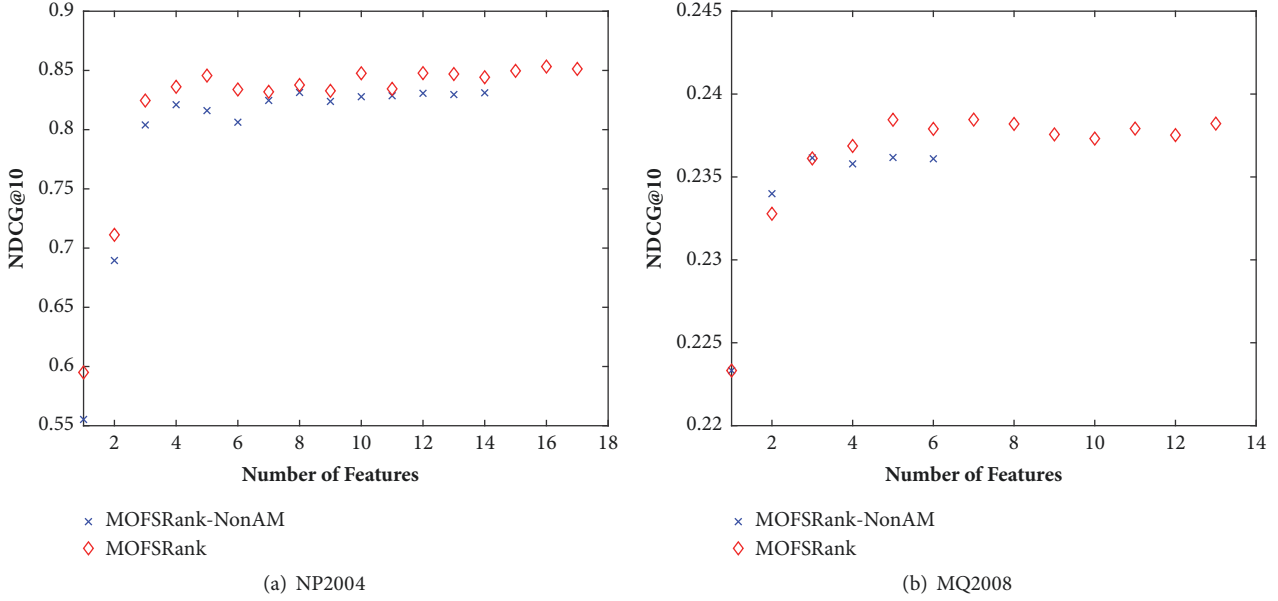 0.9
0.85
0.8
0.75
0.7
0.65
0.6
0.55
NDCG@10
2 4 6 8 10 12 14 16 18
Number of Features
× MOFSRank-NonAM
◇ MOFSRank
(a) NP2004
0.245
0.24
0.235
0.23
0.225
0.22
NDCG@10
2 4 6 8 10 12 14
Number of Features
× MOFSRank-NonAM
◇ MOFSRank
(b) MQ2008